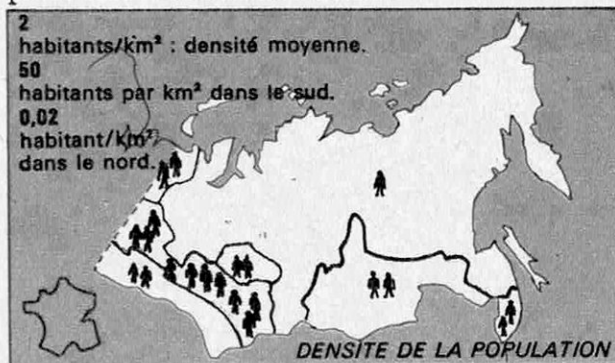 2
habitants/km² : densité moyenne.
50
habitants par km² dans le sud.
0,02
habitant/km²
dans le nord.
DENSITE DE LA POPULATION